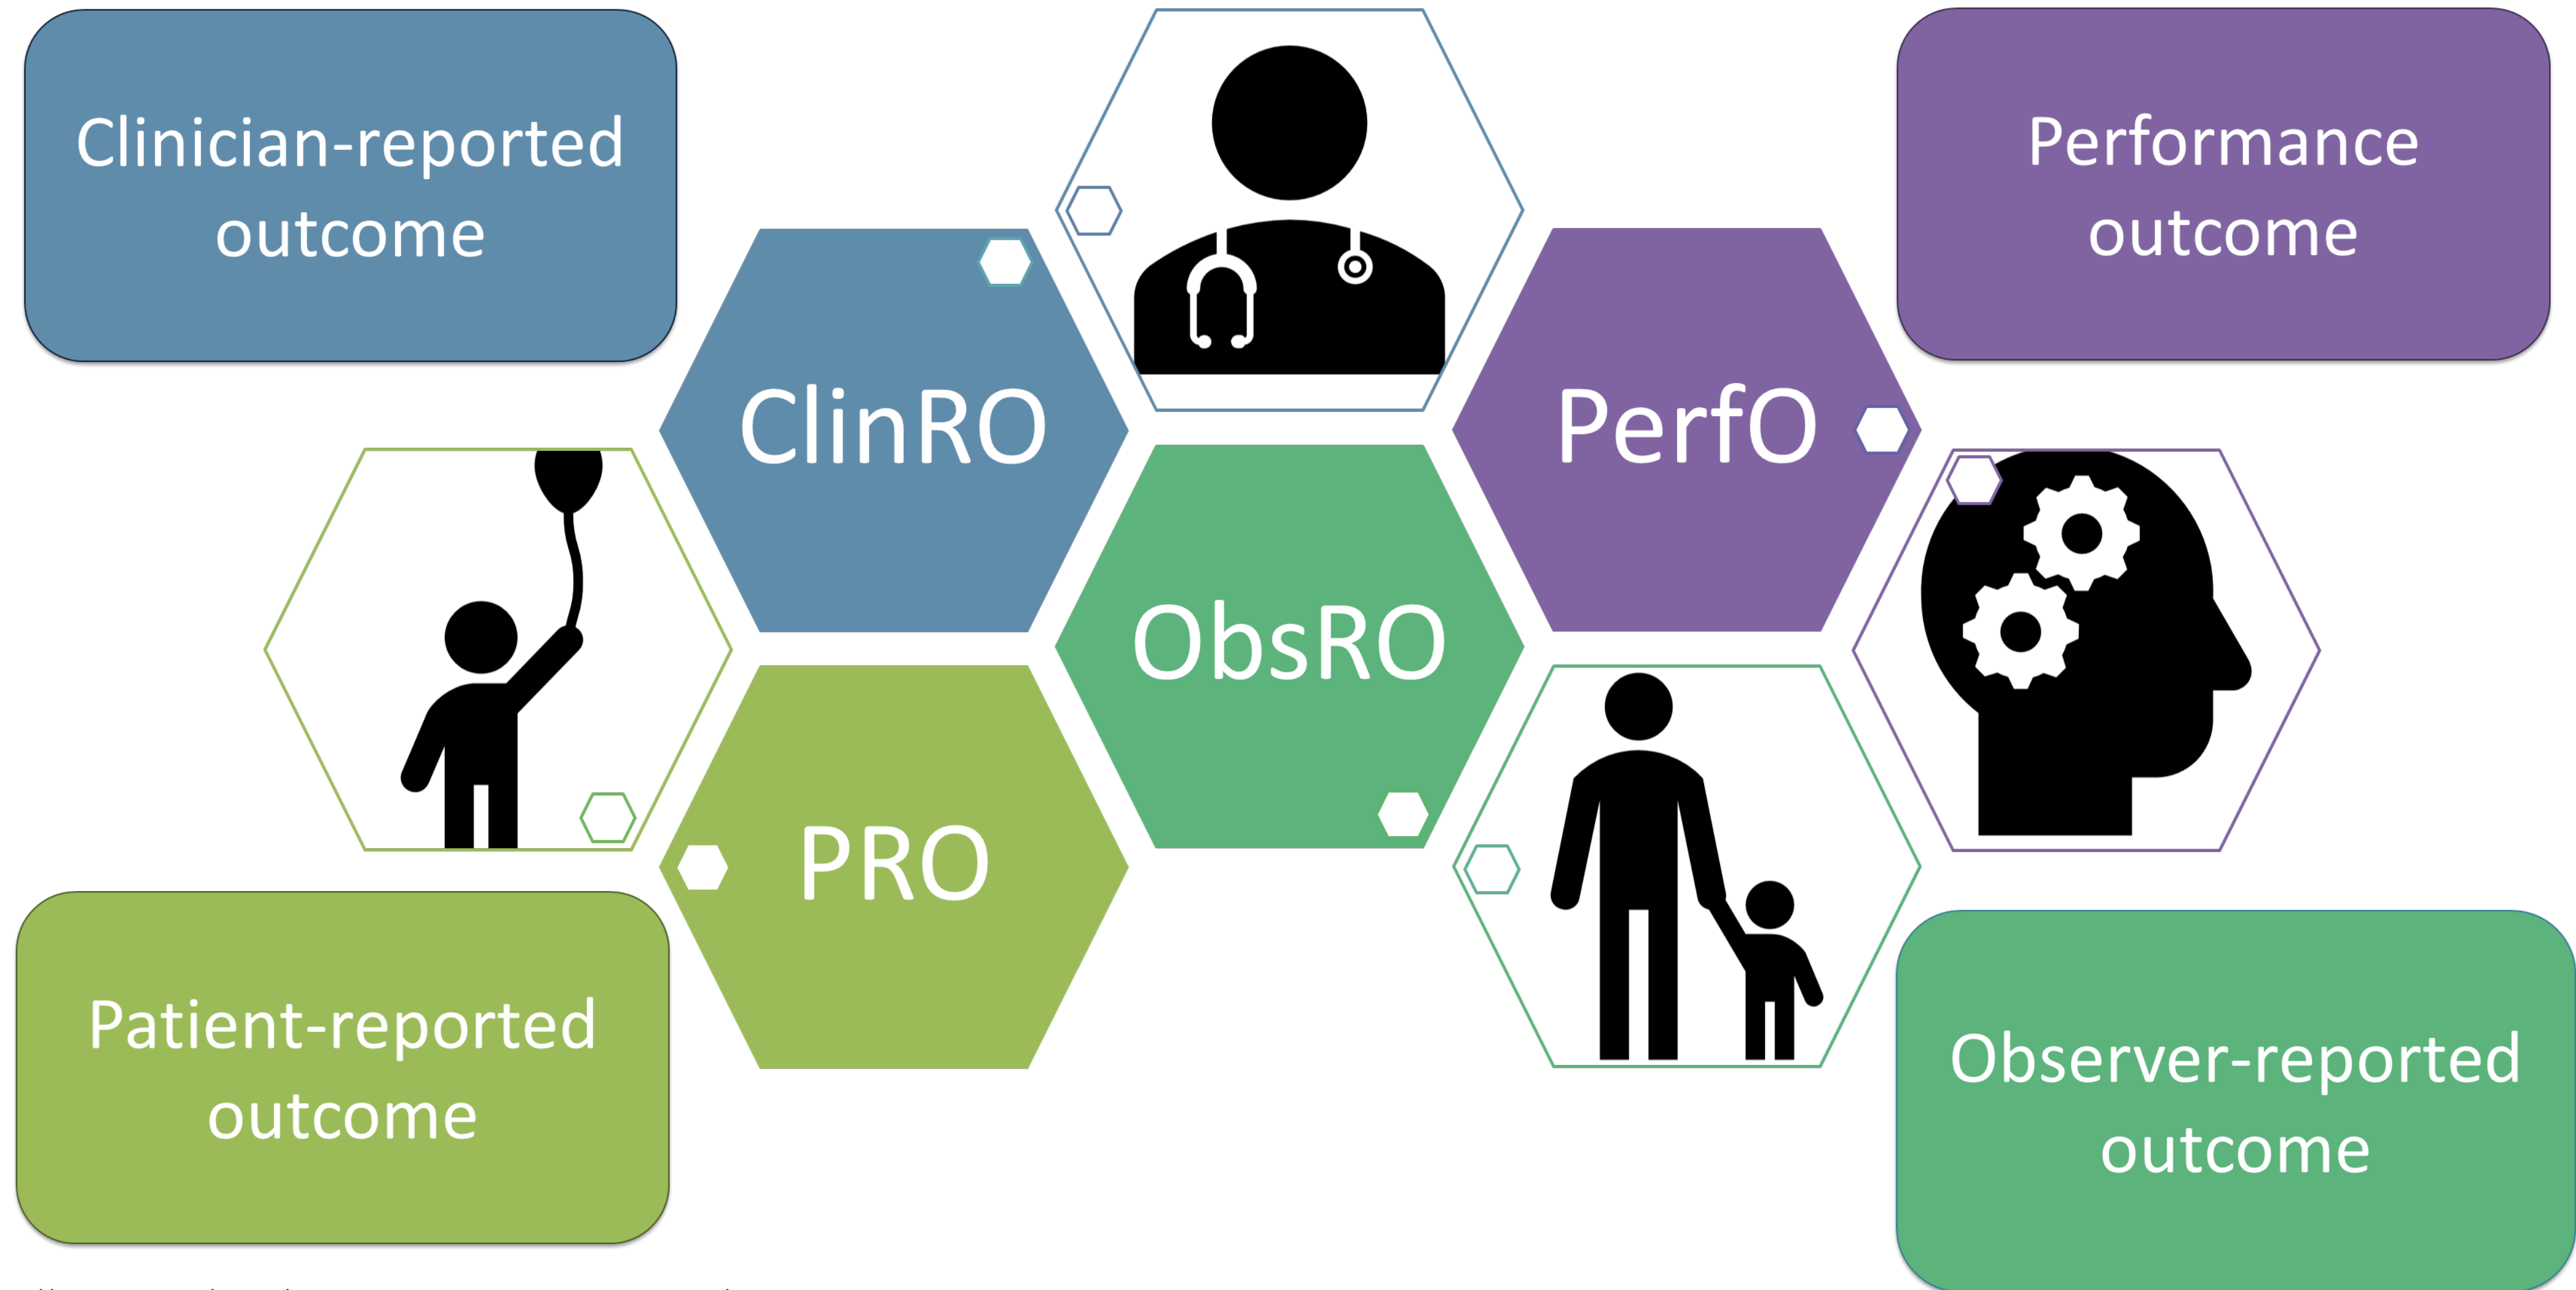 Clinician-reported
outcome
Performance
outcome
ClinRO
PerfO
ObsRO
PRO
Patient-reported
outcome
Observer-reported
outcome